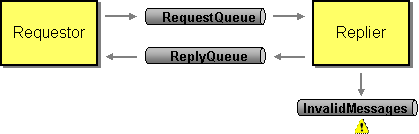 Requestor
RequestQueue
Replier
ReplyQueue
InvalidMessages